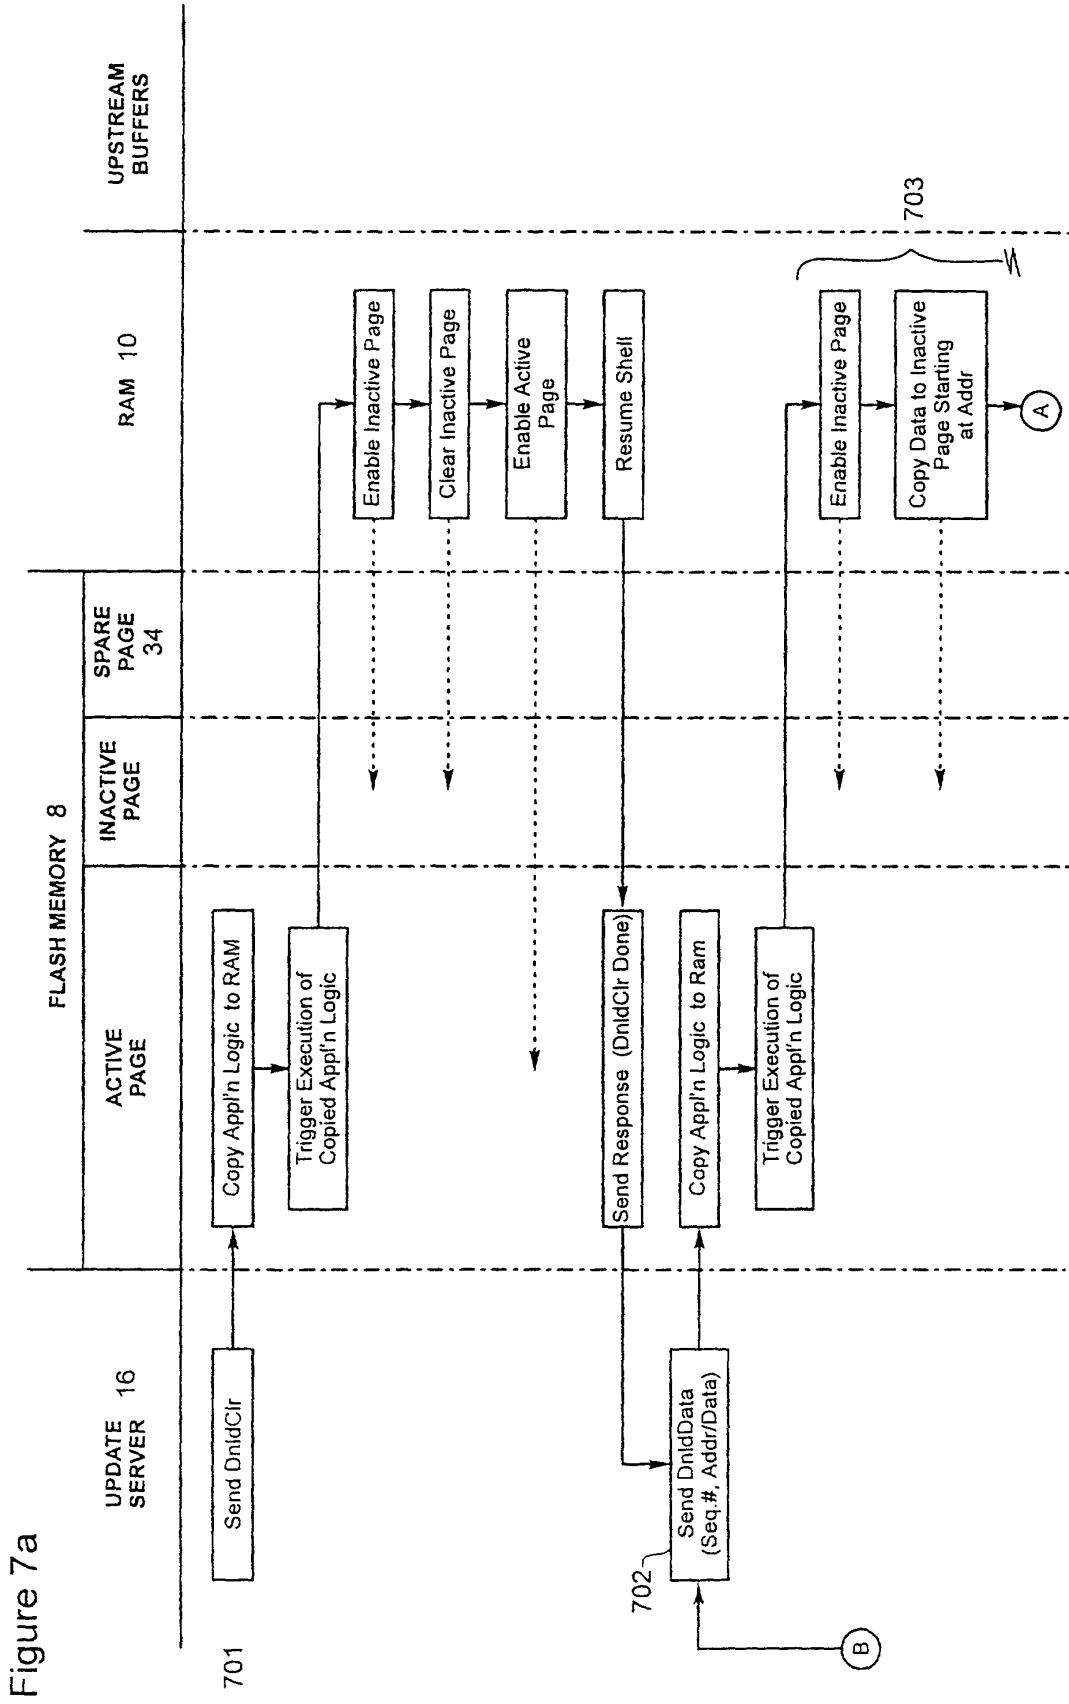 Figure 7a
UPDATE
SERVER 16
FLASH MEMORY 8
ACTIVE
PAGE
INACTIVE
PAGE
SPARE
PAGE
34
RAM 10
UPSTREAM
BUFFERS
701
Send DnldClr
Copy Appl'n Logic to RAM
Trigger Execution of
Copied Appl'n Logic
Enable Inactive Page
Clear Inactive Page
Enable Active
Page
Resume Shell
Send Response (DnldClr Done)
702
Send DnldData
(Seq.#, Addr/Data)
Copy Appl'n Logic to Ram
Trigger Execution of
Copied Appl'n Logic
Enable Inactive Page
Copy Data to Inactive
Page Starting
at Addr
703
A
B